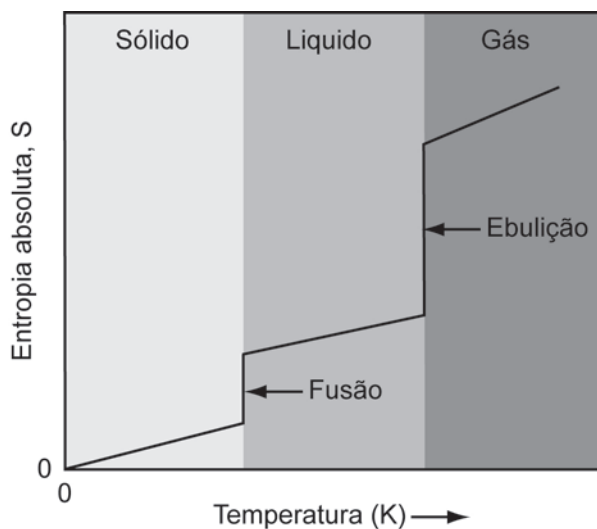 Sólido
Liquido
Gás
Entropia absoluta, S
Ebulição
Fusão
0
0
Temperatura (K)